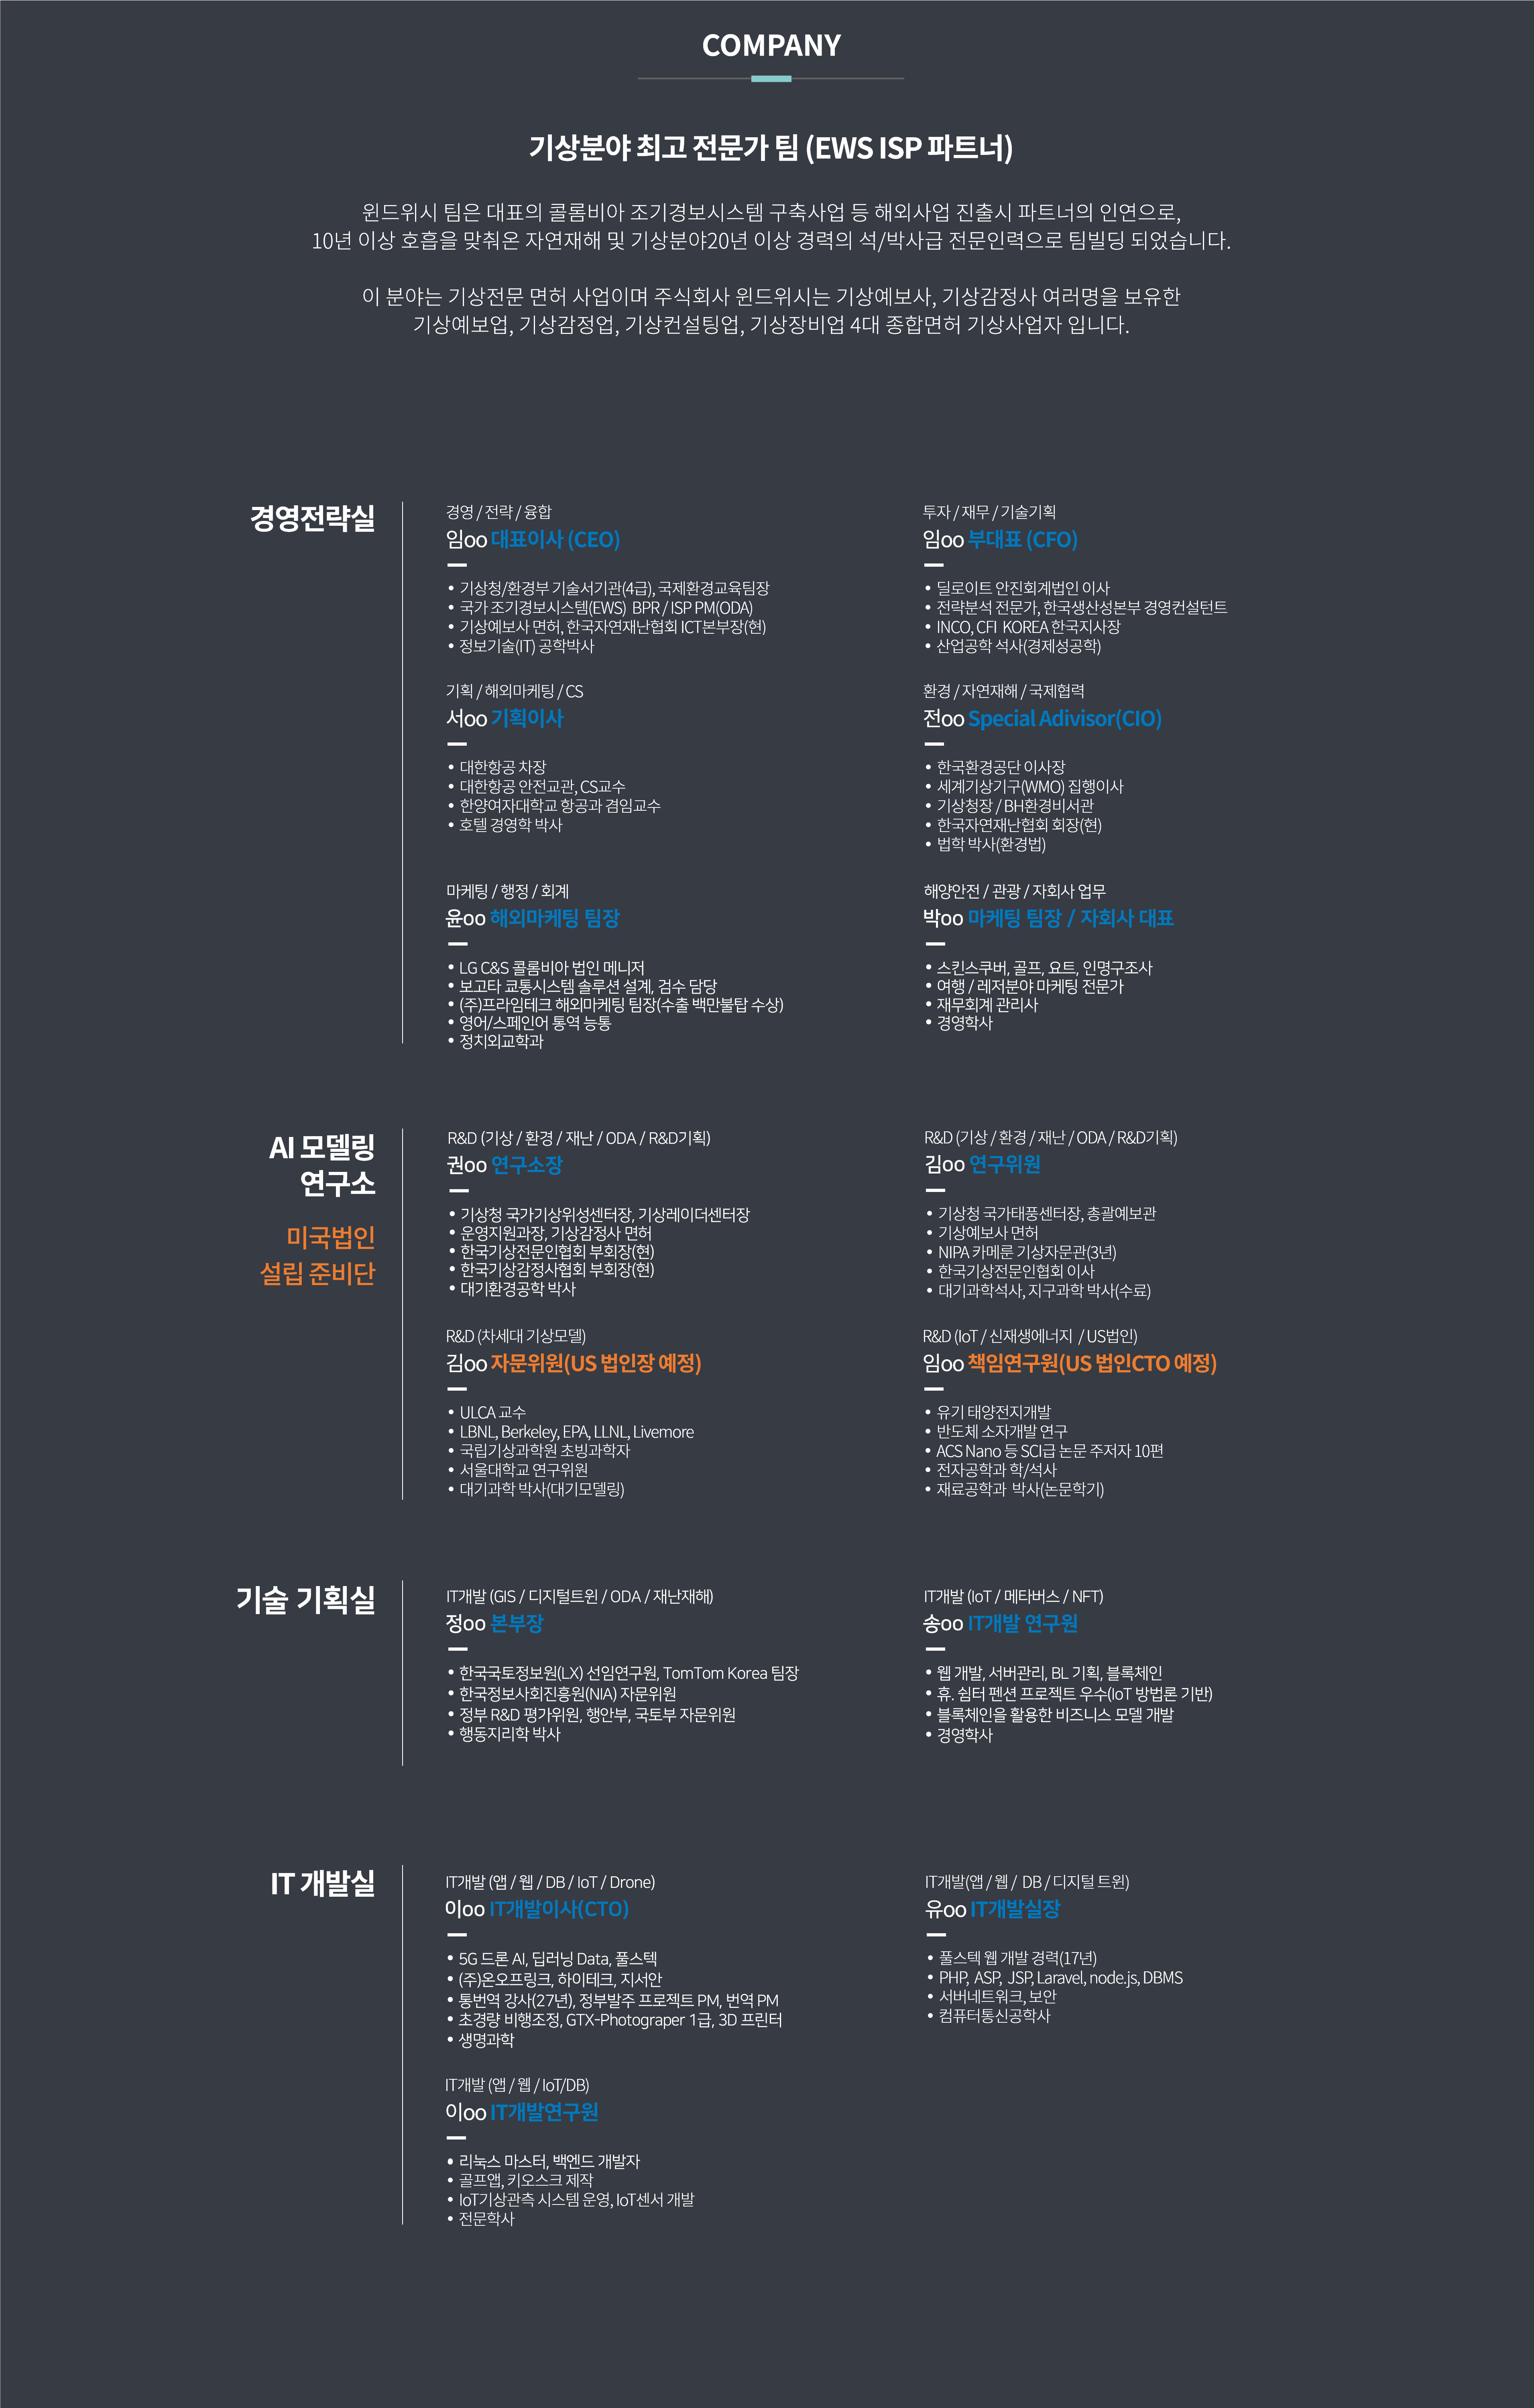 COMPANY
기상분야 최고 전문가 팀 (EWS ISP 파트너)
윈드위시 팀은 대표의 콜롬비아 조기경보시스템 구축사업 등 해외사업 진출시 파트너의 인연으로,
10년 이상 호흡을 맞춰온 자연재해 및 기상분야20년 이상 경력의 석/박사급 전문인력으로 팀빌딩 되었습니다.
이 분야는 기상전문 면허 사업이며 주식회사 윈드위시는 기상예보사, 기상감정사 여러명을 보유한
기상예보업, 기상감정업, 기상컨설팅업, 기상장비업 4대 종합면허 기상사업자 입니다.
경영전략실
경영 / 전략 / 융합
임oo 대표이사 (CEO)
• 기상청/환경부 기술서기관(4급), 국제환경교육팀장
• 국가 조기경보시스템(EWS) BPR / ISP PM(ODA)
• 기상예보사 면허, 한국자연재난협회 ICT본부장(현)
• 정보기술(IT) 공학박사
투자 / 재무 / 기술기획
임oo 부대표 (CFO)
• 딜로이트 안진회계법인 이사
• 전략분석 전문가, 한국생산성본부 경영컨설턴트
• INCO, CFI KOREA 한국지사장
• 산업공학 석사(경제성공학)
기획 / 해외마케팅 / CS
서oo 기획이사
• 대한항공 차장
• 대한항공 안전교관, CS교수
• 한양여자대학교 항공과 겸임교수
• 호텔 경영학 박사
환경 / 자연재해 / 국제협력
전oo Special Adivisor(CIO)
• 한국환경공단 이사장
• 세계기상기구(WMO) 집행이사
• 기상청장 / BH환경비서관
• 한국자연재난협회 회장(현)
• 법학 박사(환경법)
마케팅 / 행정 / 회계
윤oo 해외마케팅 팀장
• LG C&S 콜롬비아 법인 메니저
• 보고타 교통시스템 솔루션 설계, 검수 담당
• (주)프라임테크 해외마케팅 팀장(수출 백만불탑 수상)
• 영어/스페인어 통역 능통
• 정치외교학과
해양안전 / 관광 / 자회사 업무
박oo 마케팅 팀장 / 자회사 대표
• 스킨스쿠버, 골프, 요트, 인명구조사
• 여행 / 레저분야 마케팅 전문가
• 재무회계 관리사
• 경영학사
AI 모델링
연구소
미국법인
설립 준비단
R&D (기상 / 환경 / 재난 / ODA / R&D기획)
권oo 연구소장
• 기상청 국가기상위성센터장, 기상레이더센터장
• 운영지원과장, 기상감정사 면허
• 한국기상전문인협회 부회장(현)
• 한국기상감정사협회 부회장(현)
• 대기환경공학 박사
R&D (기상 / 환경 / 재난 / ODA / R&D기획)
김oo 연구위원
• 기상청 국가태풍센터장, 총괄예보관
• 기상예보사 면허
• NIPA 카메룬 기상자문관(3년)
• 한국기상전문인협회 이사
• 대기과학석사, 지구과학 박사(수료)
R&D (차세대 기상모델)
김oo 자문위원(US 법인장 예정)
• ULCA 교수
• LBNL, Berkeley, EPA, LLNL, Livemore
• 국립기상과학원 초빙과학자
• 서울대학교 연구위원
• 대기과학 박사(대기모델링)
R&D (IoT / 신재생에너지 / US법인)
임oo 책임연구원(US 법인CTO 예정)
• 유기 태양전지개발
• 반도체 소자개발 연구
• ACS Nano 등 SCI급 논문 주저자 10편
• 전자공학과 학/석사
• 재료공학과 박사(논문학기)
기술 기획실
IT개발 (GIS / 디지털트윈 / ODA / 재난재해)
정oo 본부장
• 한국국토정보원(LX) 선임연구원, TomTom Korea 팀장
• 한국정보사회진흥원(NIA) 자문위원
• 정부 R&D 평가위원, 행안부, 국토부 자문위원
• 행동지리학 박사
IT개발 (IoT / 메타버스 / NFT)
송oo IT개발 연구원
• 웹 개발, 서버관리, BL 기획, 블록체인
• 휴. 쉼터 펜션 프로젝트 우수(IoT 방법론 기반)
• 블록체인을 활용한 비즈니스 모델 개발
• 경영학사
IT 개발실
IT개발 (앱 / 웹 / DB / IoT / Drone)
이oo IT개발이사(CTO)
• 5G 드론 AI, 딥러닝 Data, 풀스텍
• (주)온오프링크, 하이테크, 지서안
• 통번역 강사(27년), 정부발주 프로젝트 PM, 번역 PM
• 초경량 비행조정, GTX-Photograper 1급, 3D 프린터
• 생명과학
IT개발(앱 / 웹 / DB / 디지털 트윈)
유oo IT개발실장
• 풀스텍 웹 개발 경력(17년)
• PHP, ASP, JSP, Laravel, node.js, DBMS
• 서버네트워크, 보안
• 컴퓨터통신공학사
IT개발 (앱 / 웹 / IoT/DB)
이oo IT개발연구원
• 리눅스 마스터, 백엔드 개발자
• 골프앱, 키오스크 제작
• IoT기상관측 시스템 운영, IoT센서 개발
• 전문학사